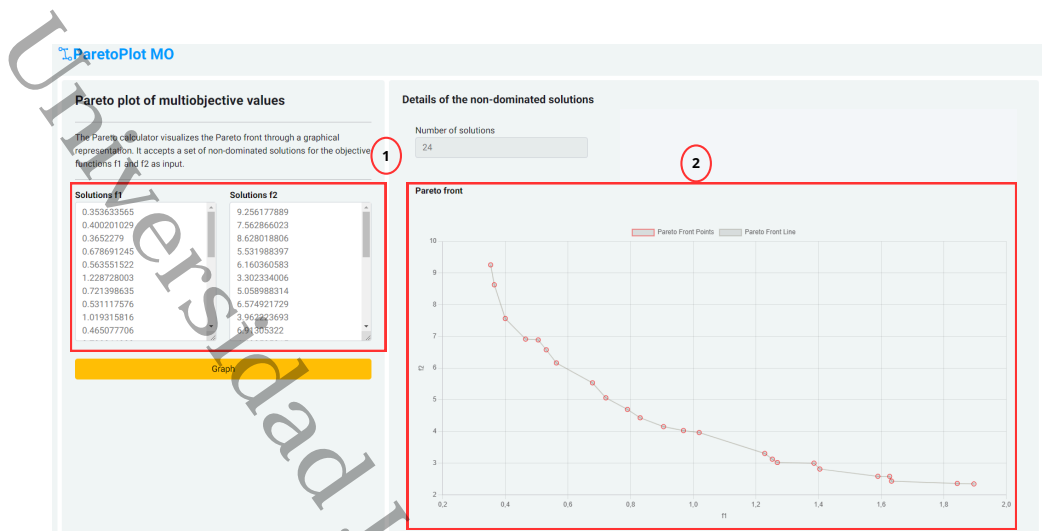 ParetoPlot MO
Pareto plot of multiobjective values
The Pareto calculator visualizes the Pareto front through a graphical
representation. It accepts a set of non-dominated solutions for the objective
functions f1 and f2 as input.
1
Solutions f1
0.353633565
0.400201029
0.3652279
0.678691245
0.563551522
1.228728003
0.721398635
0.531117576
1.019315816
0.465077706
Solutions f2
9.256177889
7.562866023
8.628018806
5.531988397
6.160360583
3.302334006
5.058988314
6.574921729
3.962223693
6.91305322
Graph
Details of the non-dominated solutions
Number of solutions
24
2
Pareto front
Pareto Front Points Pareto Front Line
10
9
8
7
6
5
4
3
2
f2
0,2 0,4 0,6 0,8 1,0 1,2 1,4 1,6 1,8 2,0
f1
Universidad